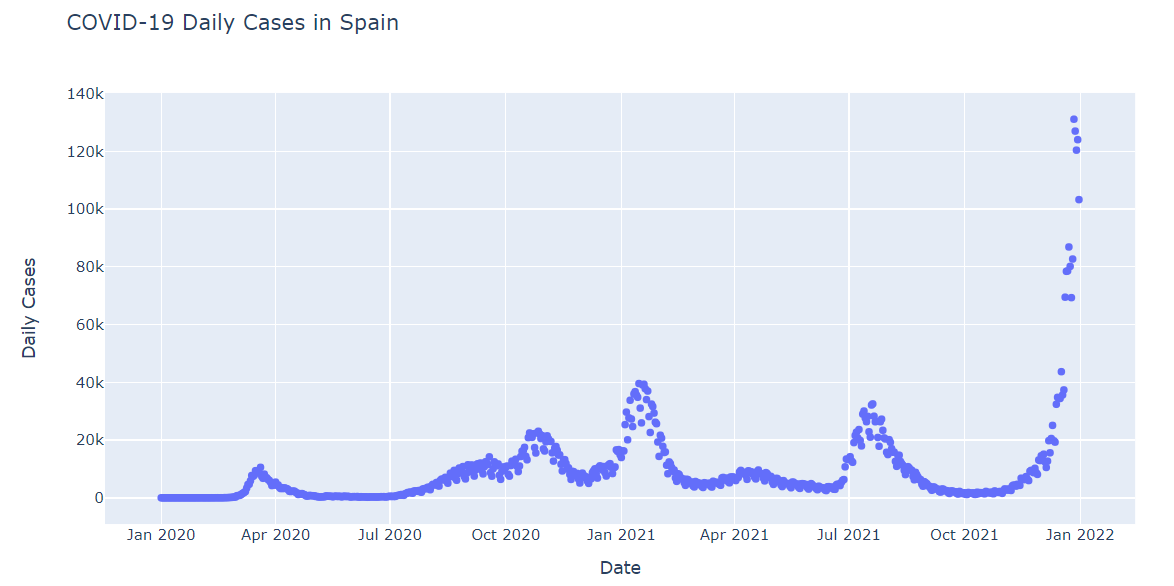 COVID-19 Daily Cases in Spain
140k
120k
100k
80k
60k
40k
20k
0
Daily Cases
Jan 2020 Apr 2020 Jul 2020 Oct 2020 Jan 2021 Apr 2021 Jul 2021 Oct 2021 Jan 2022
Date